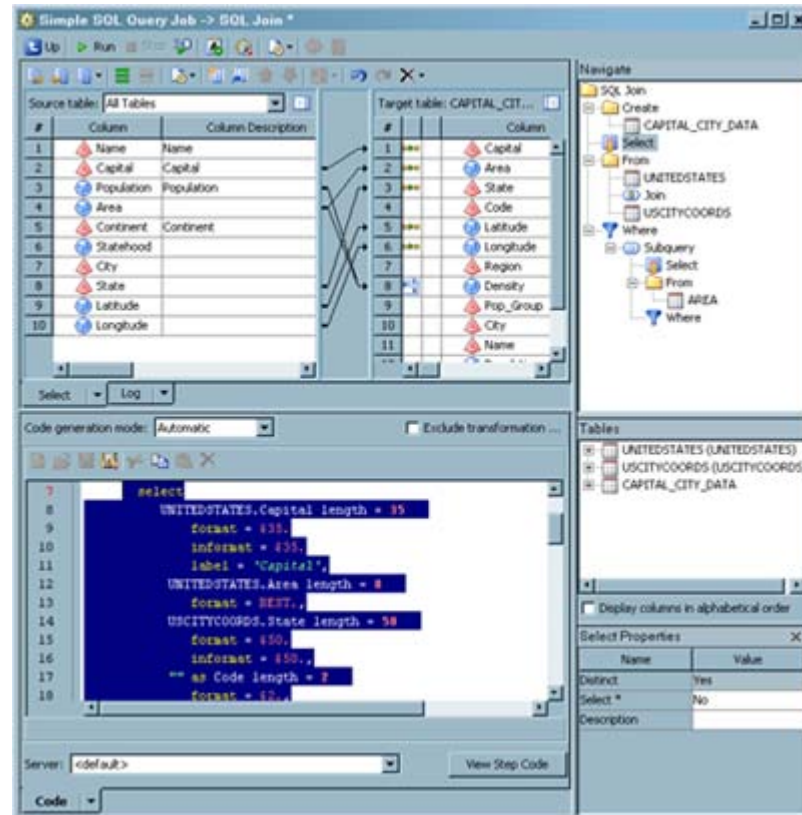 Simple SQL Query Job -> SQL Join *
Up Run Stop
Source table: All Tables
# Column Column Description
1 Name Name
2 Capital Capital
3 Population Population
4 Area
5 Continent Continent
6 Statehood
7 City
8 State
9 Latitude
10 Longitude
Target table: CAPITAL_CIT...
# Column
1 Capital
2 Area
3 State
4 Code
5 Latitude
6 Longitude
7 Region
8 Density
9 Pop_Group
10 City
11 Name
Select Log
Navigate
SQL Join
Create
CAPITAL_CITY_DATA
Select
From
UNITEDSTATES
Join
USCITYCOORDS
Where
Subquery
Select
From
AREA
Where
Code generation mode: Automatic
Exclude transformation ...
7 select
8 UNITEDSTATES.Capital length = 35
9 format = $35.
10 informat = $35.
11 label = 'Capital',
12 UNITEDSTATES.Area length = 8
13 format = BEST.,
14 USCITYCOORDS.State length = 50
15 format = $50.
16 informat = $50.,
17 "" as Code length = 2
18 format = $2.,
Server: <default>
View Step Code
Code
Tables
UNITEDSTATES (UNITEDSTATES)
USCITYCOORDS (USCITYCOORDS
CAPITAL_CITY_DATA
Display columns in alphabetical order
Select Properties
Name Value
Distinct Yes
Select * No
Description